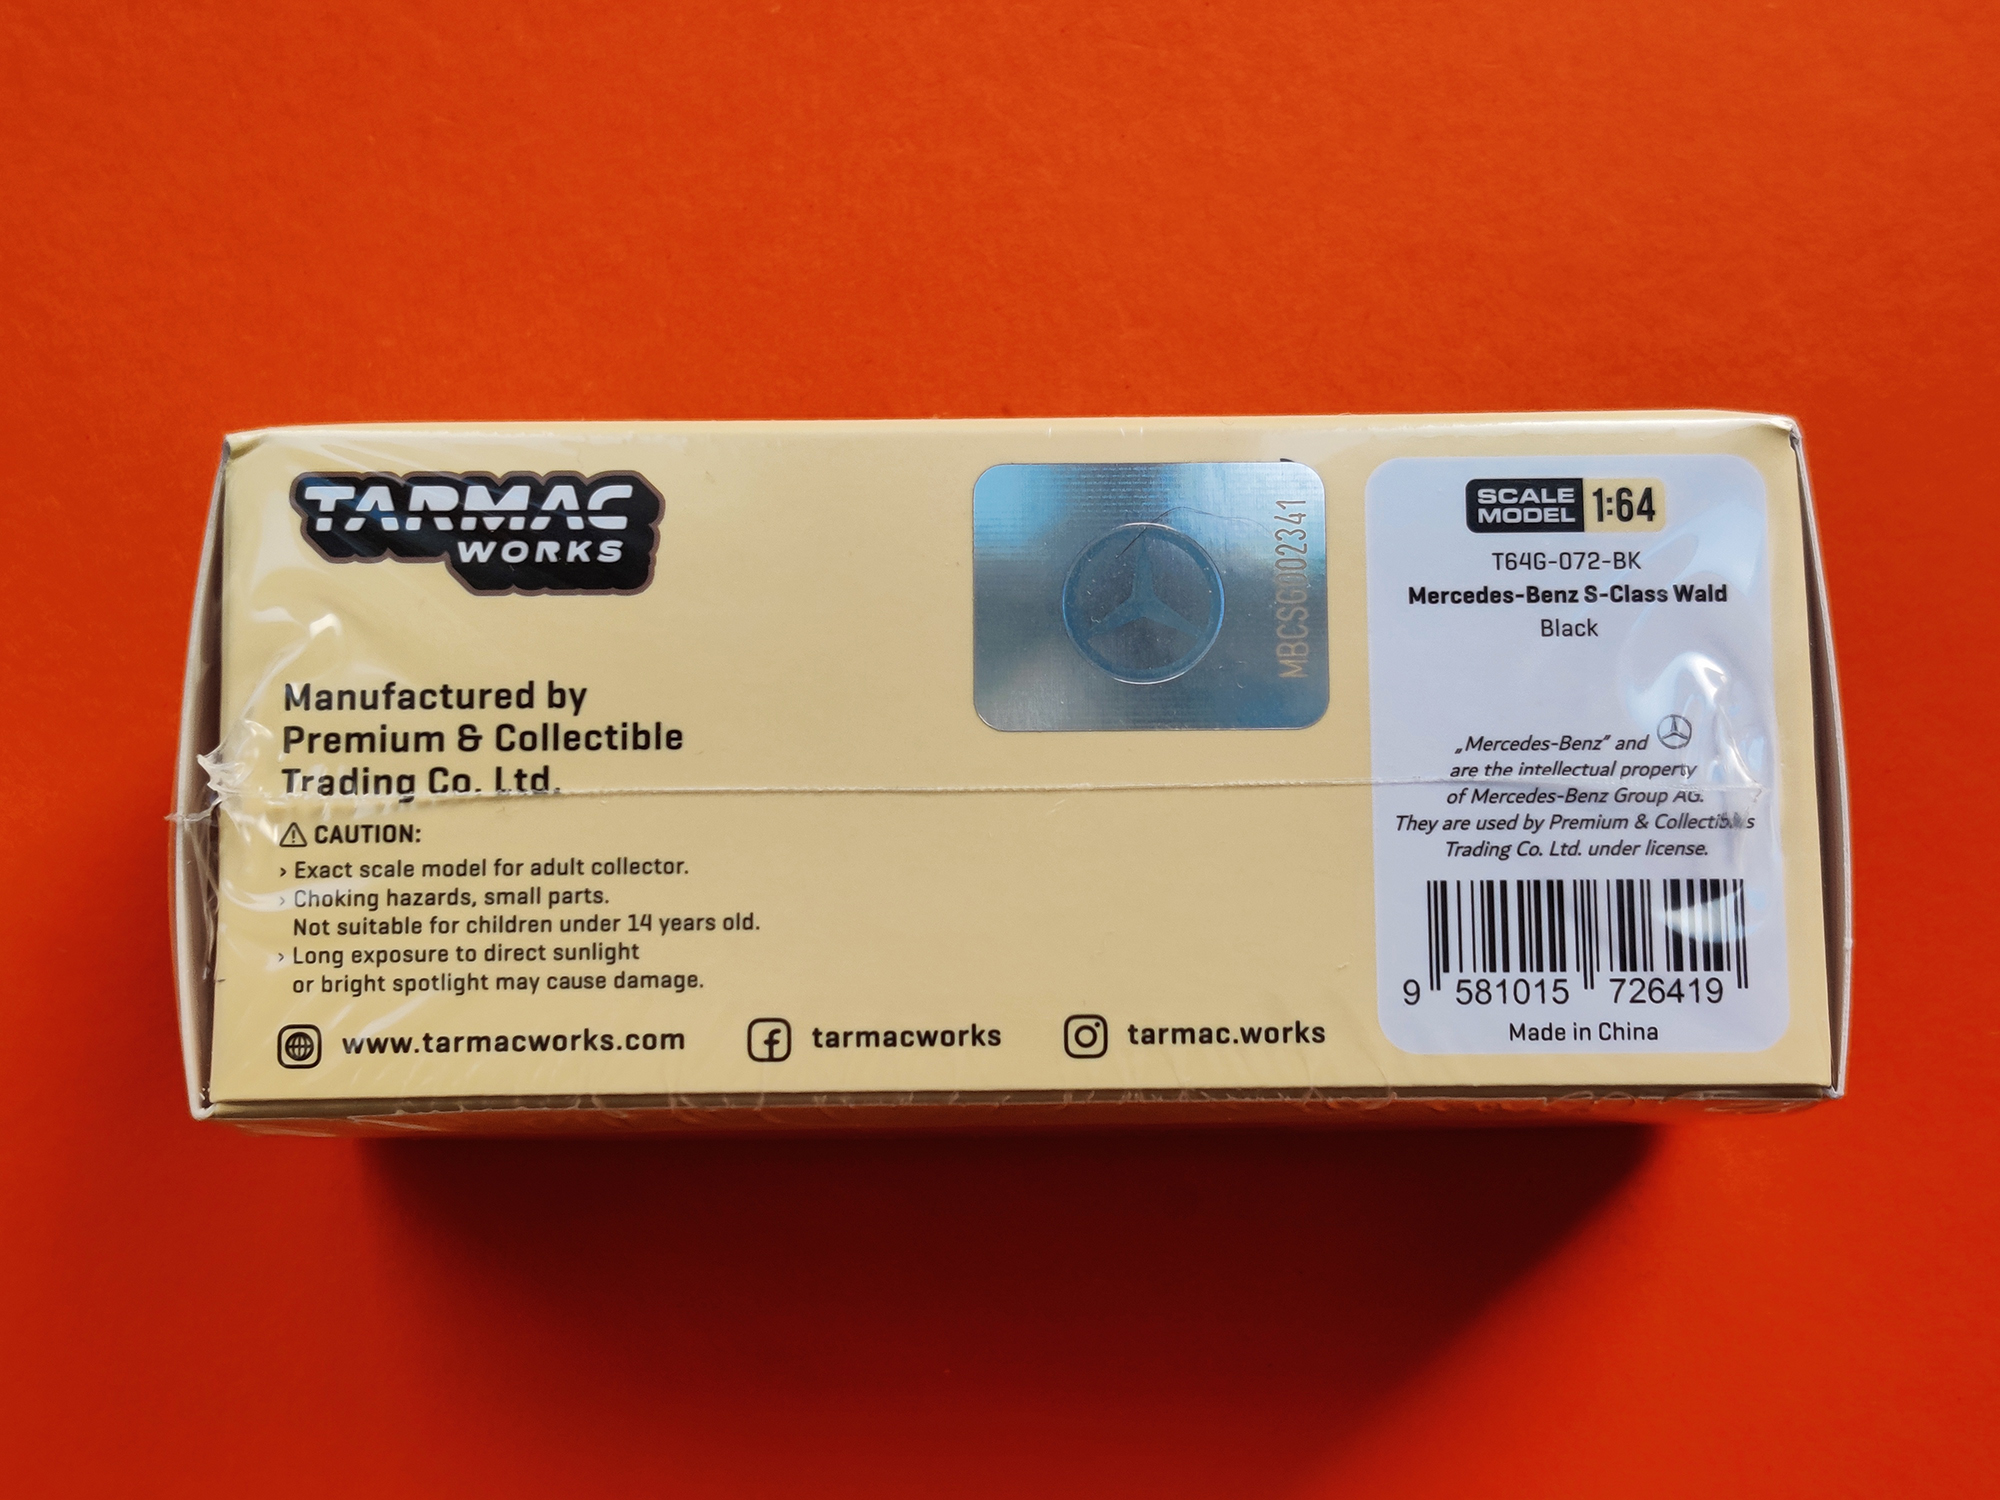 TARMAC
WORKS
Manufactured by
Premium & Collectible
Trading Co. Ltd.
CAUTION:
› Exact scale model for adult collector.
› Choking hazards, small parts.
Not suitable for children under 14 years old.
› Long exposure to direct sunlight
or bright spotlight may cause damage.
www.tarmacworks.com
tarmacworks
tarmac.works
MBCSG002341
SCALE
MODEL 1:64
T64G-072-BK
Mercedes-Benz S-Class Wald
Black
„Mercedes-Benz” and
are the intellectual property
of Mercedes-Benz Group AG.
They are used by Premium & Collectibles
Trading Co. Ltd. under license.
9 581015 726419
Made in China